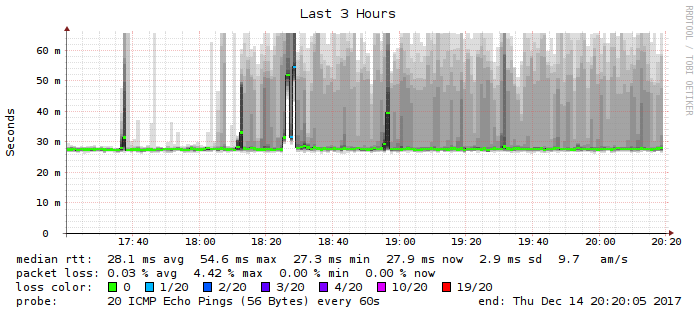 Last 3 Hours
RRDTOOL / TOBI OETIKER
Seconds
60 m
50 m
40 m
30 m
20 m
10 m
0
17:40 18:00 18:20 18:40 19:00 19:20 19:40 20:00 20:20
median rtt: 28.1 ms avg 54.6 ms max 27.3 ms min 27.9 ms now 2.9 ms sd 9.7 am/s
packet loss: 0.03 % avg 4.42 % max 0.00 % min 0.00 % now
loss color: 0 1/20 2/20 3/20 4/20 10/20 19/20
probe: 20 ICMP Echo Pings (56 Bytes) every 60s end: Thu Dec 14 20:20:05 2017